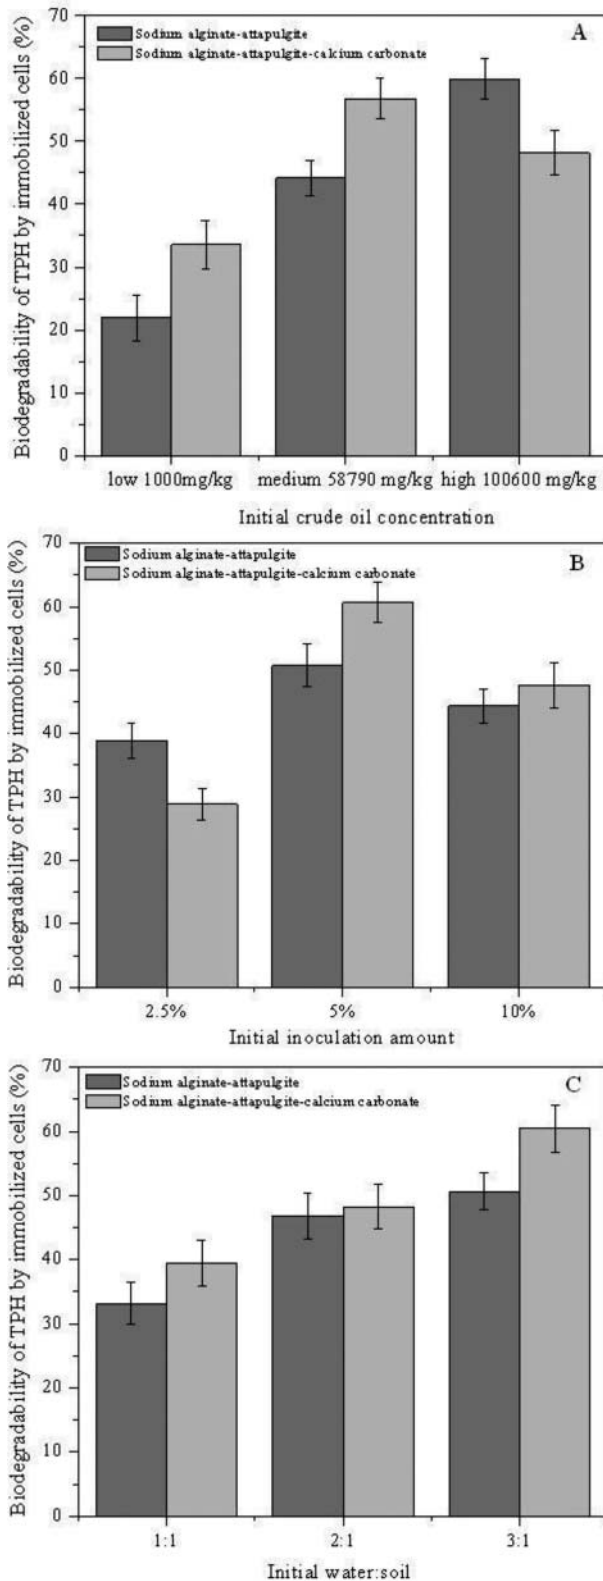 A
Sodium alginate-attapulgite
Sodium alginate-attapulgite-calcium carbonate
Biodegradability of TPH by immobilized cells (%)
70
60
50
40
30
20
10
0
low 1000mg/kg medium 58790 mg/kg high 100600 mg/kg
Initial crude oil concentration
B
Sodium alginate-attapulgite
Sodium alginate-attapulgite-calcium carbonate
Biodegradability of TPH by immobilized cells (%)
70
60
50
40
30
20
10
0
2.5% 5% 10%
Initial inoculation amount
C
Sodium alginate-attapulgite
Sodium alginate-attapulgite-calcium carbonate
Biodegradability of TPH by immobilized cells (%)
70
60
50
40
30
20
10
0
1:1 2:1 3:1
Initial water:soil